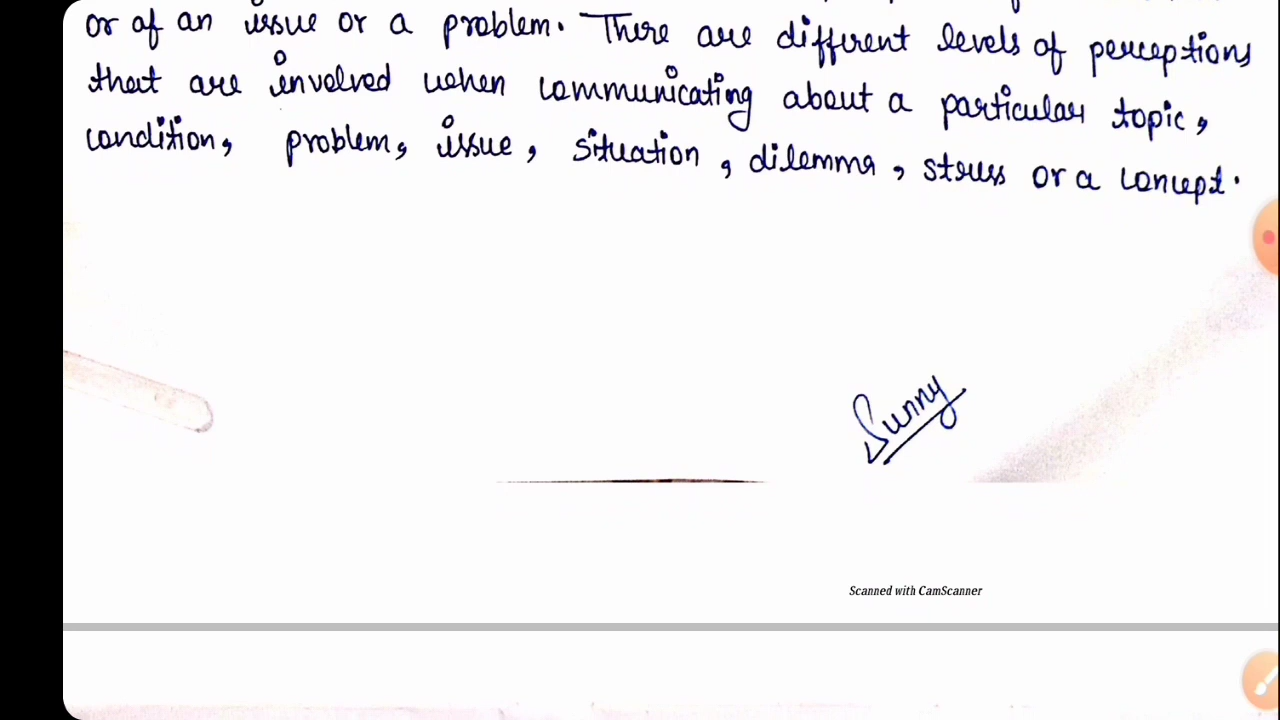 or of an issue or a problem. There are different levels of perceptions
that are involved when communicating about a particular topic,
condition, problem, issue, situation, dilemma, stress or a concept.
Sunny
Scanned with CamScanner